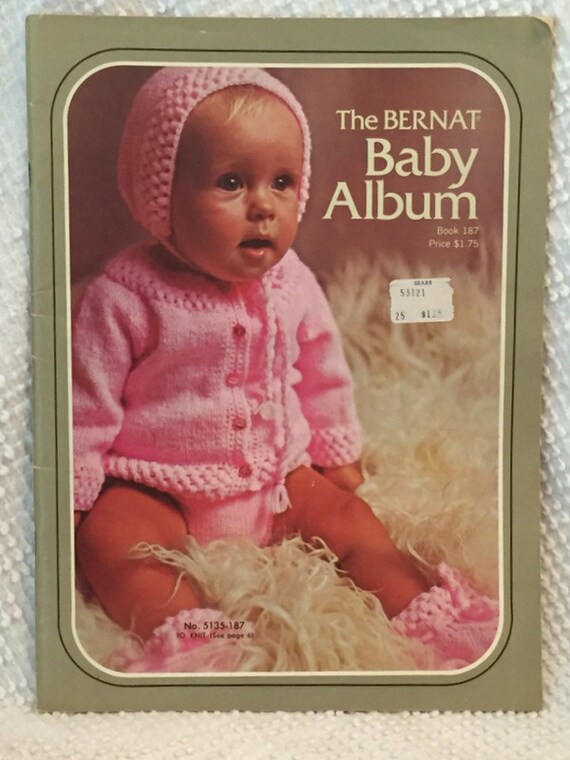 The BERNAT®
Baby
Album
Book 187
Price $1.75
SEARS
53121
25 $1.25
No. 5135-187
TO KNIT (See page 6)